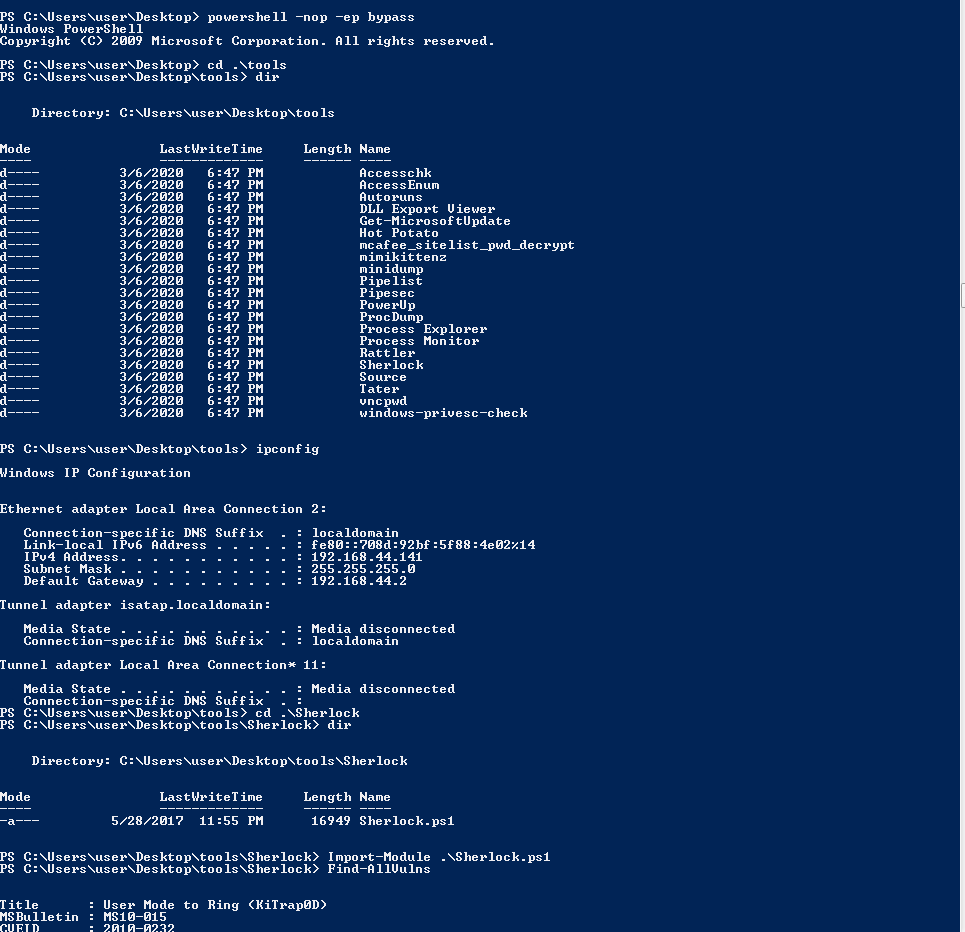 PS C:\Users\user\Desktop> powershell -nop -ep bypass
Windows PowerShell
Copyright (C) 2009 Microsoft Corporation. All rights reserved.
PS C:\Users\user\Desktop> cd .\tools
PS C:\Users\user\Desktop\tools> dir
Directory: C:\Users\user\Desktop\tools
Mode LastWriteTime Length Name
---- ------------- ------ ----
d---- 3/6/2020 6:47 PM Accesschk
d---- 3/6/2020 6:47 PM AccessEnum
d---- 3/6/2020 6:47 PM Autoruns
d---- 3/6/2020 6:47 PM DLL Export Viewer
d---- 3/6/2020 6:47 PM Get-MicrosoftUpdate
d---- 3/6/2020 6:47 PM Hot Potato
d---- 3/6/2020 6:47 PM mcafee_sitelist_pwd_decrypt
d---- 3/6/2020 6:47 PM mimikittenz
d---- 3/6/2020 6:47 PM minidump
d---- 3/6/2020 6:47 PM Pipelist
d---- 3/6/2020 6:47 PM Pipesec
d---- 3/6/2020 6:47 PM PowerUp
d---- 3/6/2020 6:47 PM ProcDump
d---- 3/6/2020 6:47 PM Process Explorer
d---- 3/6/2020 6:47 PM Process Monitor
d---- 3/6/2020 6:47 PM Rattler
d---- 3/6/2020 6:47 PM Sherlock
d---- 3/6/2020 6:47 PM Source
d---- 3/6/2020 6:47 PM Tater
d---- 3/6/2020 6:47 PM vncpwd
d---- 3/6/2020 6:47 PM windows-privesc-check
PS C:\Users\user\Desktop\tools> ipconfig
Windows IP Configuration
Ethernet adapter Local Area Connection 2:
Connection-specific DNS Suffix . : localdomain
Link-local IPv6 Address . . . . . : fe80::708d:92bf:5f88:4e02%14
IPv4 Address. . . . . . . . . . . : 192.168.44.141
Subnet Mask . . . . . . . . . . . : 255.255.255.0
Default Gateway . . . . . . . . . : 192.168.44.2
Tunnel adapter isatap.localdomain:
Media State . . . . . . . . . . . : Media disconnected
Connection-specific DNS Suffix . : localdomain
Tunnel adapter Local Area Connection* 11:
Media State . . . . . . . . . . . : Media disconnected
Connection-specific DNS Suffix . :
PS C:\Users\user\Desktop\tools> cd .\Sherlock
PS C:\Users\user\Desktop\tools\Sherlock> dir
Directory: C:\Users\user\Desktop\tools\Sherlock
Mode LastWriteTime Length Name
---- ------------- ------ ----
-a--- 5/28/2017 11:55 PM 16949 Sherlock.ps1
PS C:\Users\user\Desktop\tools\Sherlock> Import-Module .\Sherlock.ps1
PS C:\Users\user\Desktop\tools\Sherlock> Find-AllVulns
Title : User Mode to Ring (KiTrap0D)
MSBulletin : MS10-015
CVEID : 2010-0232